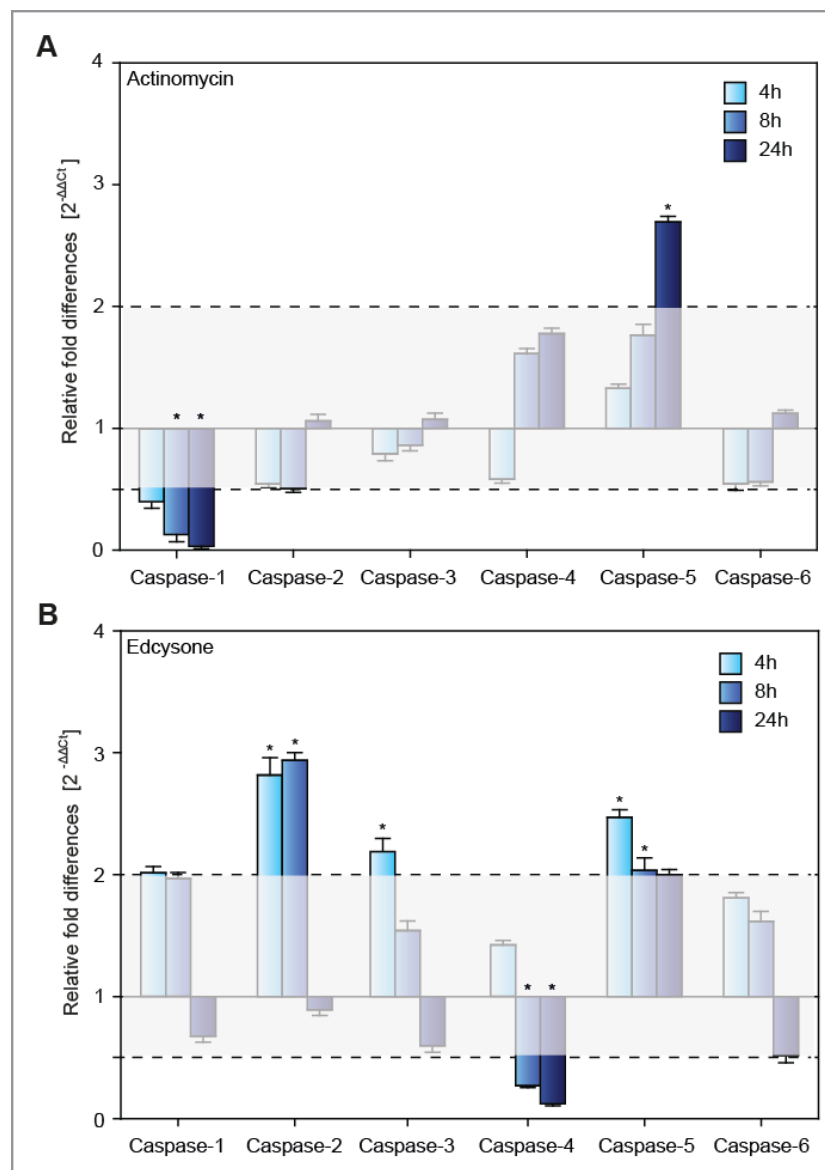 A
Actinomycin
4h
8h
24h
Relative fold differences [2^-ΔΔCt]
4
3
2
1
0
*
* *
Caspase-1 Caspase-2 Caspase-3 Caspase-4 Caspase-5 Caspase-6
B
Edcysone
4h
8h
24h
Relative fold differences [2^-ΔΔCt]
4
3
2
1
0
* *
*
*
*
* *
Caspase-1 Caspase-2 Caspase-3 Caspase-4 Caspase-5 Caspase-6